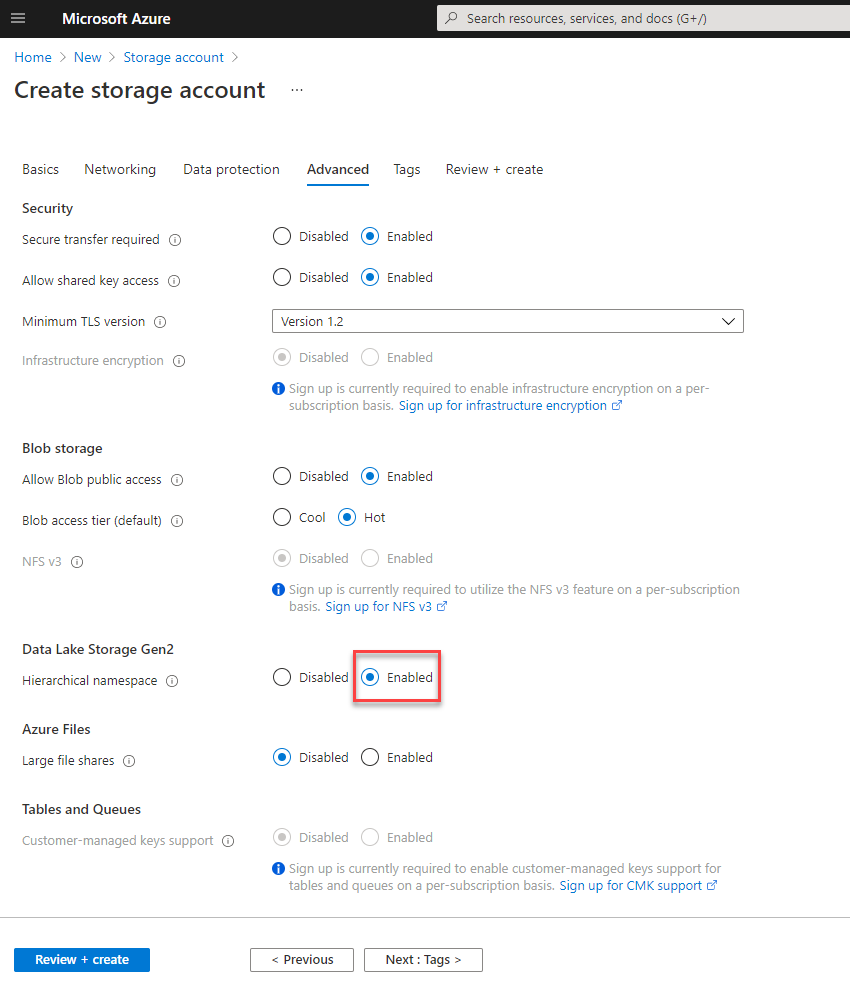 Microsoft Azure
Search resources, services, and docs (G+/)
Home > New > Storage account >
Create storage account ...
Basics Networking Data protection Advanced Tags Review + create
Security
Secure transfer required Disabled Enabled
Allow shared key access Disabled Enabled
Minimum TLS version Version 1.2
Infrastructure encryption Disabled Enabled
Sign up is currently required to enable infrastructure encryption on a per-
subscription basis. Sign up for infrastructure encryption
Blob storage
Allow Blob public access Disabled Enabled
Blob access tier (default) Cool Hot
NFS v3 Disabled Enabled
Sign up is currently required to utilize the NFS v3 feature on a per-subscription
basis. Sign up for NFS v3
Data Lake Storage Gen2
Hierarchical namespace Disabled Enabled
Azure Files
Large file shares Disabled Enabled
Tables and Queues
Customer-managed keys support Disabled Enabled
Sign up is currently required to enable customer-managed keys support for
tables and queues on a per-subscription basis. Sign up for CMK support
Review + create < Previous Next : Tags >